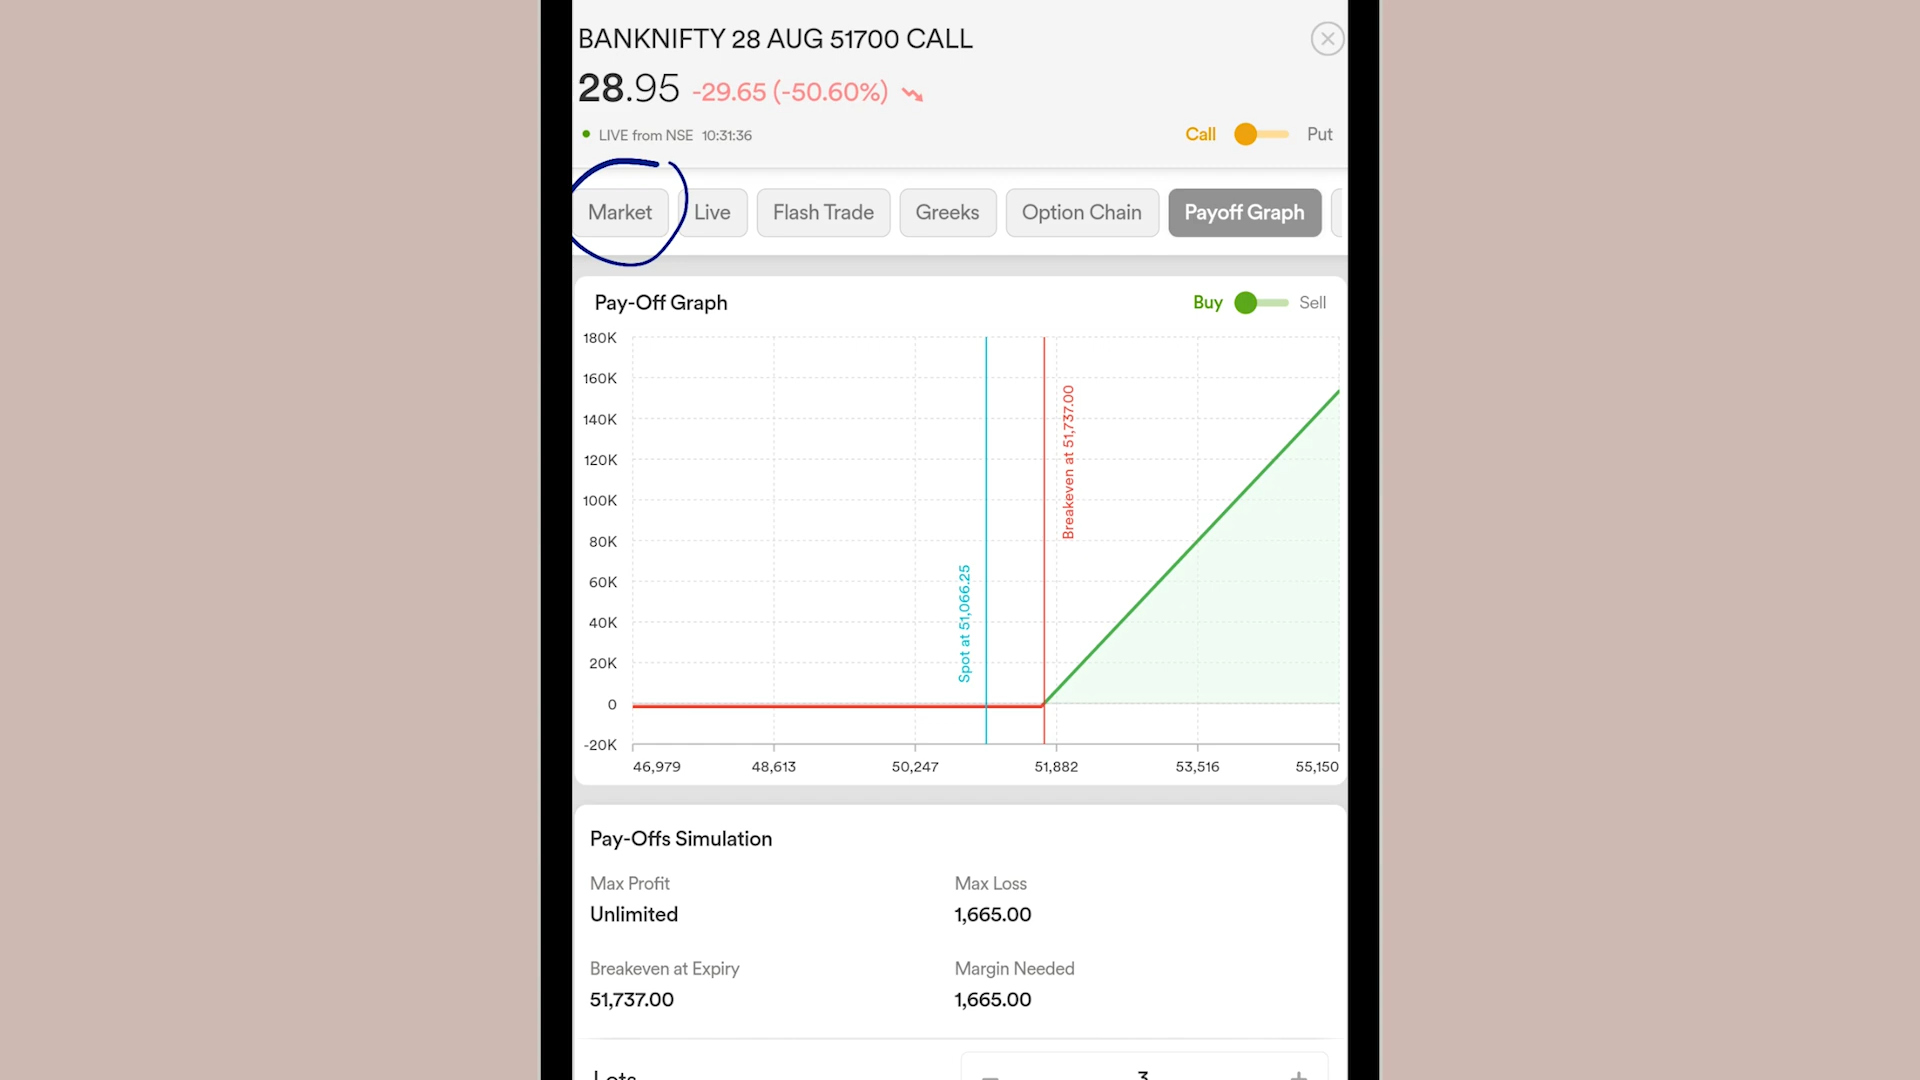 BANKNIFTY 28 AUG 51700 CALL
28.95 -29.65 (-50.60%)
LIVE from NSE 10:31:36
Call Put
Market Live Flash Trade Greeks Option Chain Payoff Graph
Pay-Off Graph
Buy Sell
180K
160K
140K
120K
100K
80K
60K
40K
20K
0
-20K
Spot at 51,066.25
Breakeven at 51,737.00
46,979 48,613 50,247 51,882 53,516 55,150
Pay-Offs Simulation
Max Profit Max Loss
Unlimited 1,665.00
Breakeven at Expiry Margin Needed
51,737.00 1,665.00
Lots 3